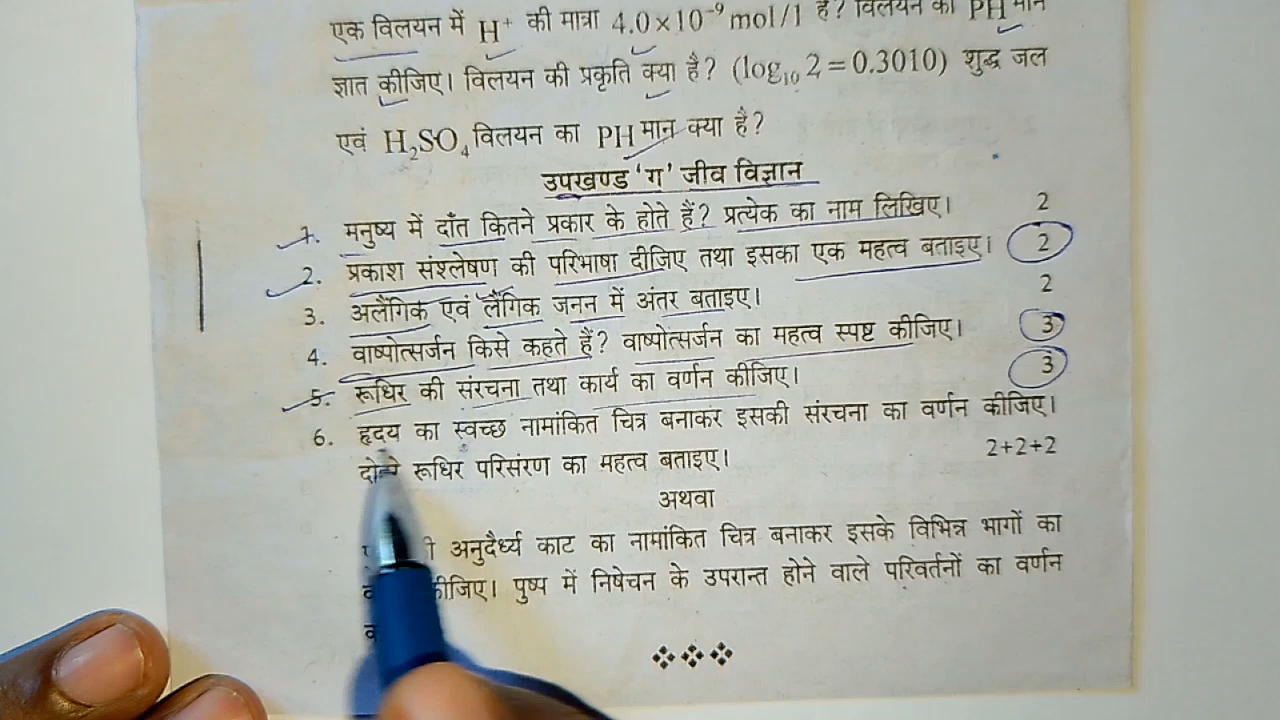 एक विलयन में H⁺ की मात्रा 4.0×10⁻⁹ mol/1 है? विलयन का PH मान
ज्ञात कीजिए। विलयन की प्रकृति क्या है? (log₁₀ 2 = 0.3010) शुद्ध जल
एवं H₂SO₄ विलयन का PH मान क्या है?
उपखण्ड 'ग' जीव विज्ञान
1. मनुष्य में दाँत कितने प्रकार के होते हैं? प्रत्येक का नाम लिखिए। 2
2. प्रकाश संश्लेषण की परिभाषा दीजिए तथा इसका एक महत्व बताइए। 2
3. अलैंगिक एवं लैंगिक जनन में अंतर बताइए। 2
4. वाष्पोत्सर्जन किसे कहते हैं? वाष्पोत्सर्जन का महत्व स्पष्ट कीजिए। 3
5. रूधिर की संरचना तथा कार्य का वर्णन कीजिए। 3
6. हृदय का स्वच्छ नामांकित चित्र बनाकर इसकी संरचना का वर्णन कीजिए।
रूधिर परिसंरण का महत्व बताइए। 2+2+2
अथवा
अनुदैर्ध्य काट का नामांकित चित्र बनाकर इसके विभिन्न भागों का
कीजिए। पुष्प में निषेचन के उपरान्त होने वाले परिवर्तनों का वर्णन